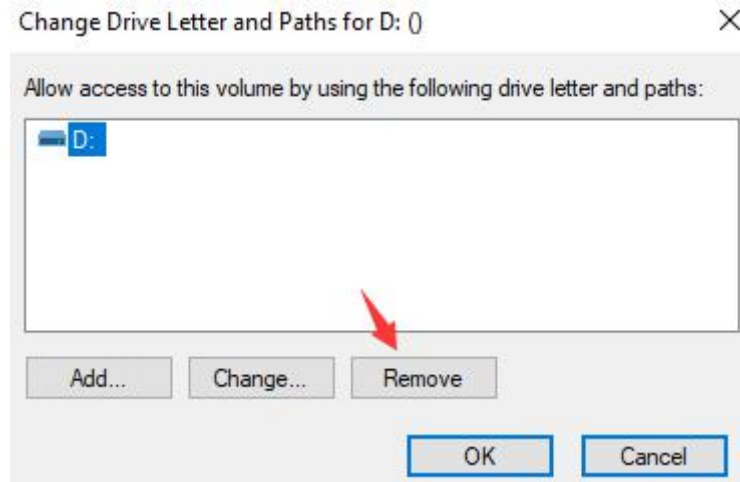 Change Drive Letter and Paths for D: ()
Allow access to this volume by using the following drive letter and paths:
D:
Add... Change... Remove
OK Cancel